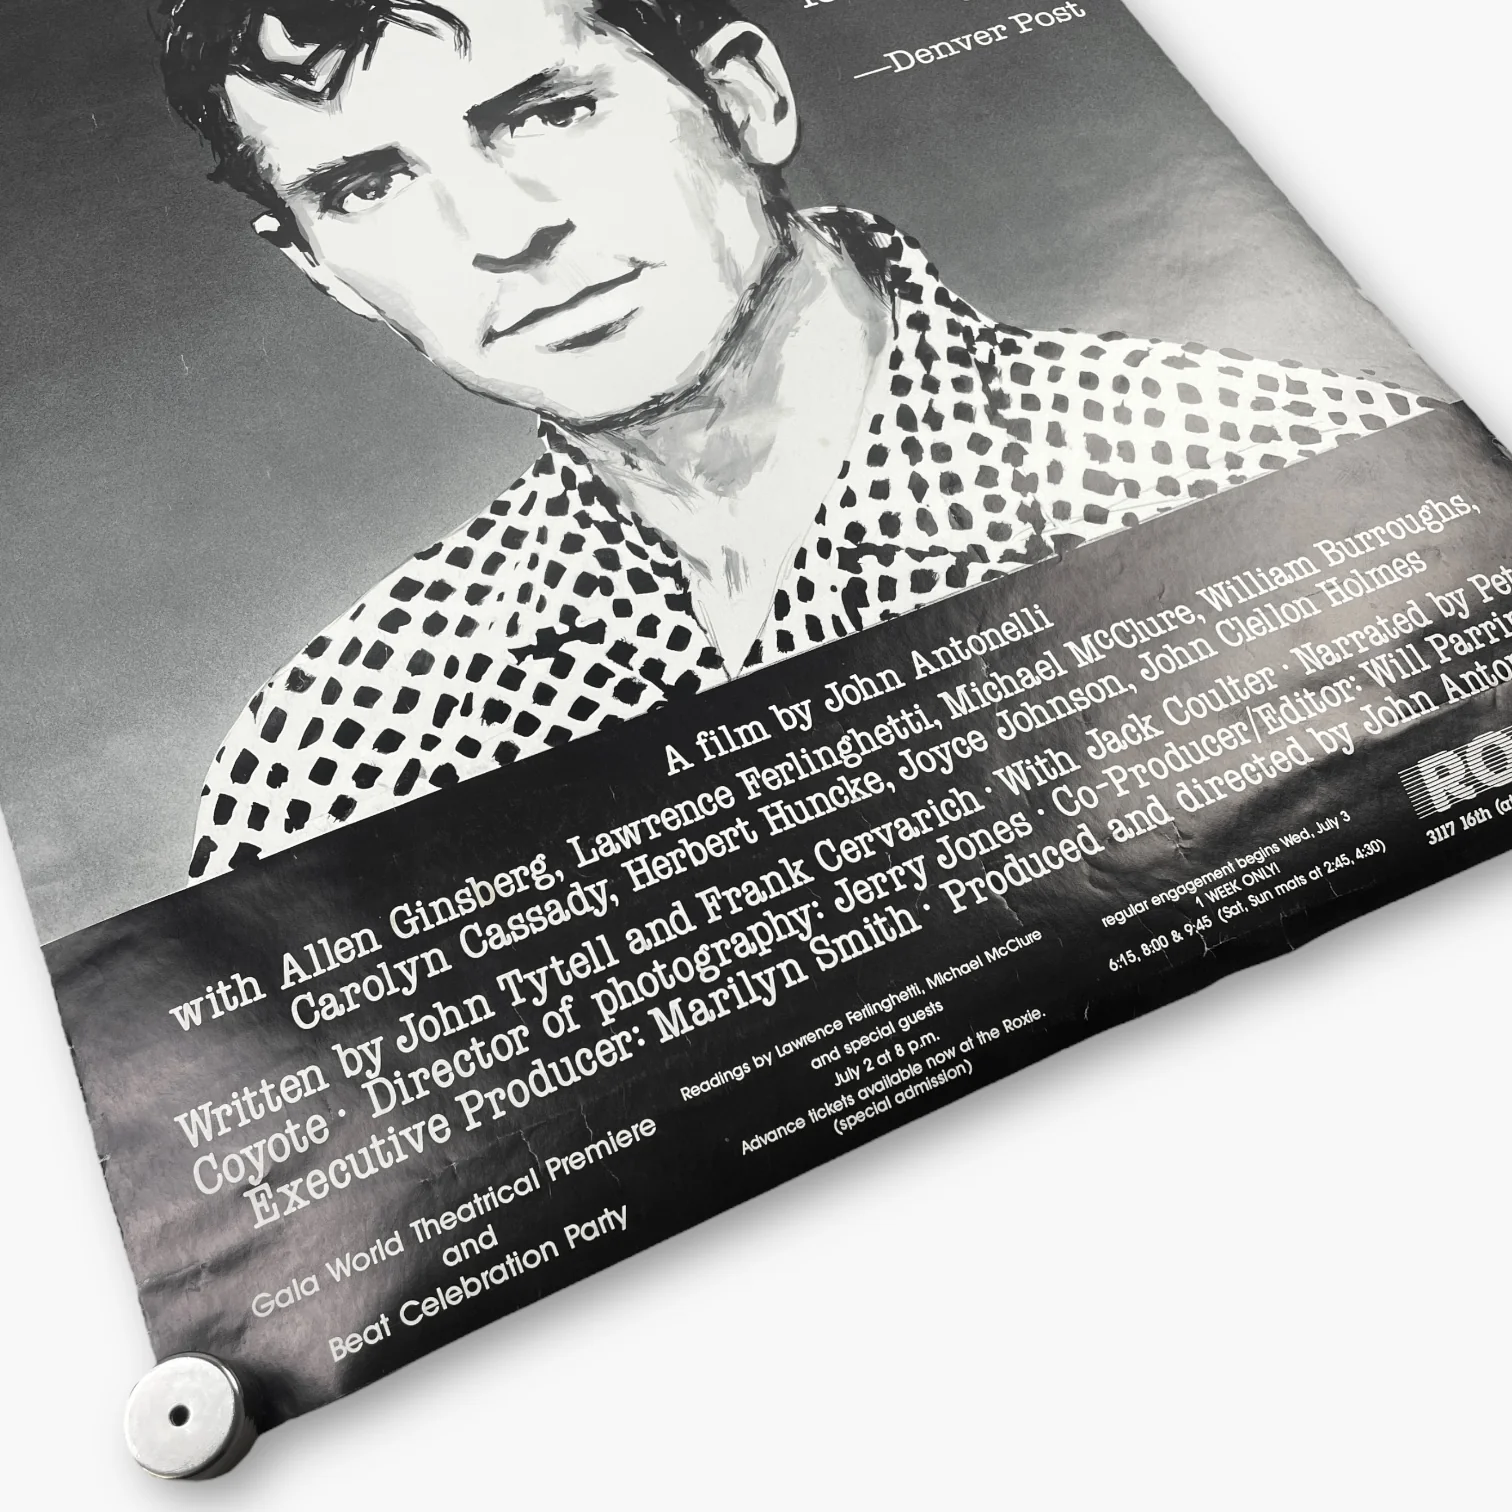 —Denver Post
A film by John Antonelli
with Allen Ginsberg, Lawrence Ferlinghetti, Michael McClure, William Burroughs,
Carolyn Cassady, Herbert Huncke, Joyce Johnson, John Clellon Holmes
Written by John Tytell and Frank Cervarich · With Jack Coulter · Narrated by Pet
Coyote · Director of photography: Jerry Jones · Co-Producer/Editor: Will Parri
Executive Producer: Marilyn Smith · Produced and directed by John Anto
Gala World Theatrical Premiere
and
Beat Celebration Party
Readings by Lawrence Ferlinghetti, Michael McClure
and special guests
July 2 at 8 p.m.
Advance tickets available now at the Roxie.
(special admission)
regular engagement begins Wed, July 3
1 WEEK ONLY!
6:15, 8:00 & 9:45 (Sat, Sun mats at 2:45, 4:30)
RO
3117 16th (at